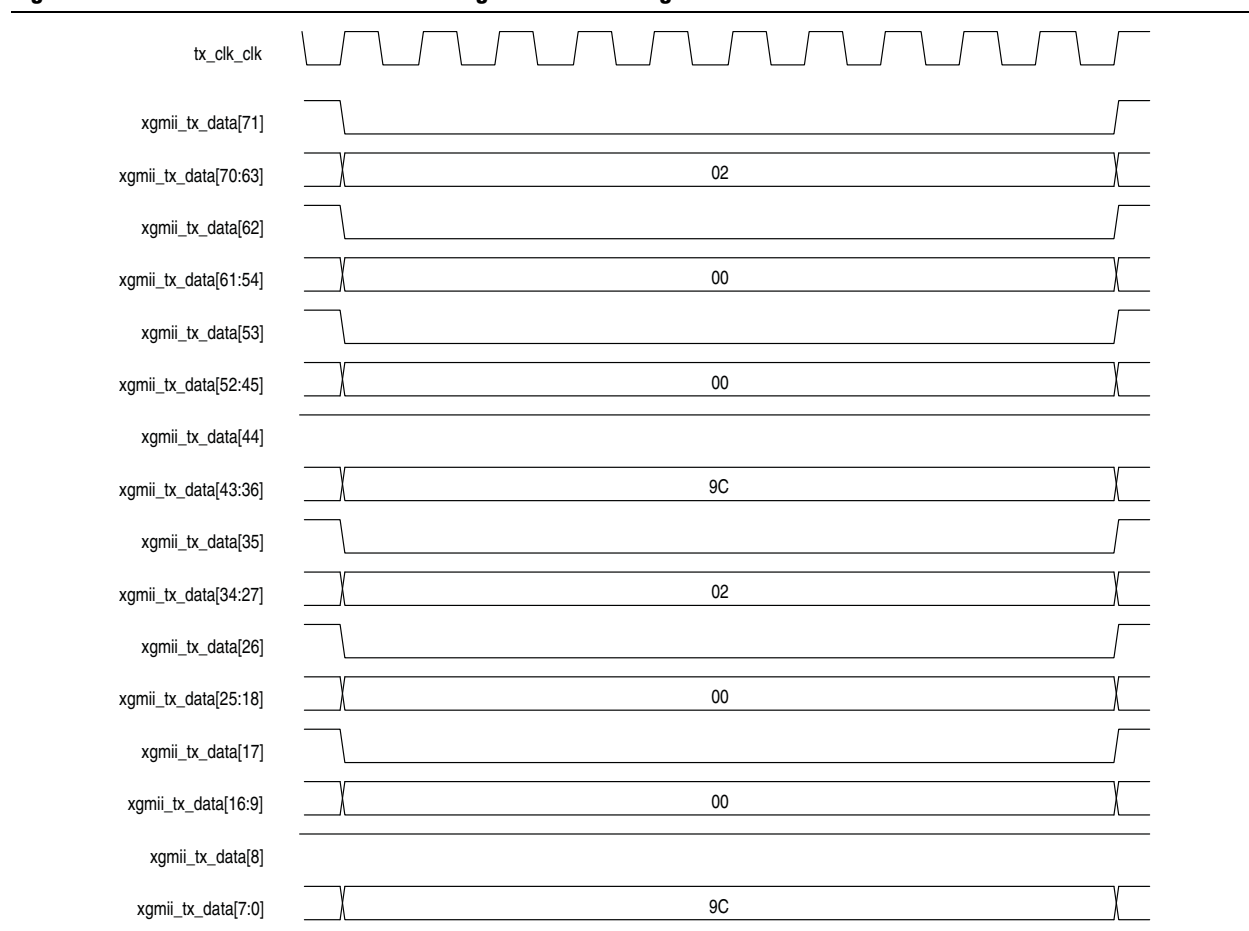 tx_clk_clk
xgmii_tx_data[71]
xgmii_tx_data[70:63] 02
xgmii_tx_data[62]
xgmii_tx_data[61:54] 00
xgmii_tx_data[53]
xgmii_tx_data[52:45] 00
xgmii_tx_data[44]
xgmii_tx_data[43:36] 9C
xgmii_tx_data[35]
xgmii_tx_data[34:27] 02
xgmii_tx_data[26]
xgmii_tx_data[25:18] 00
xgmii_tx_data[17]
xgmii_tx_data[16:9] 00
xgmii_tx_data[8]
xgmii_tx_data[7:0] 9C